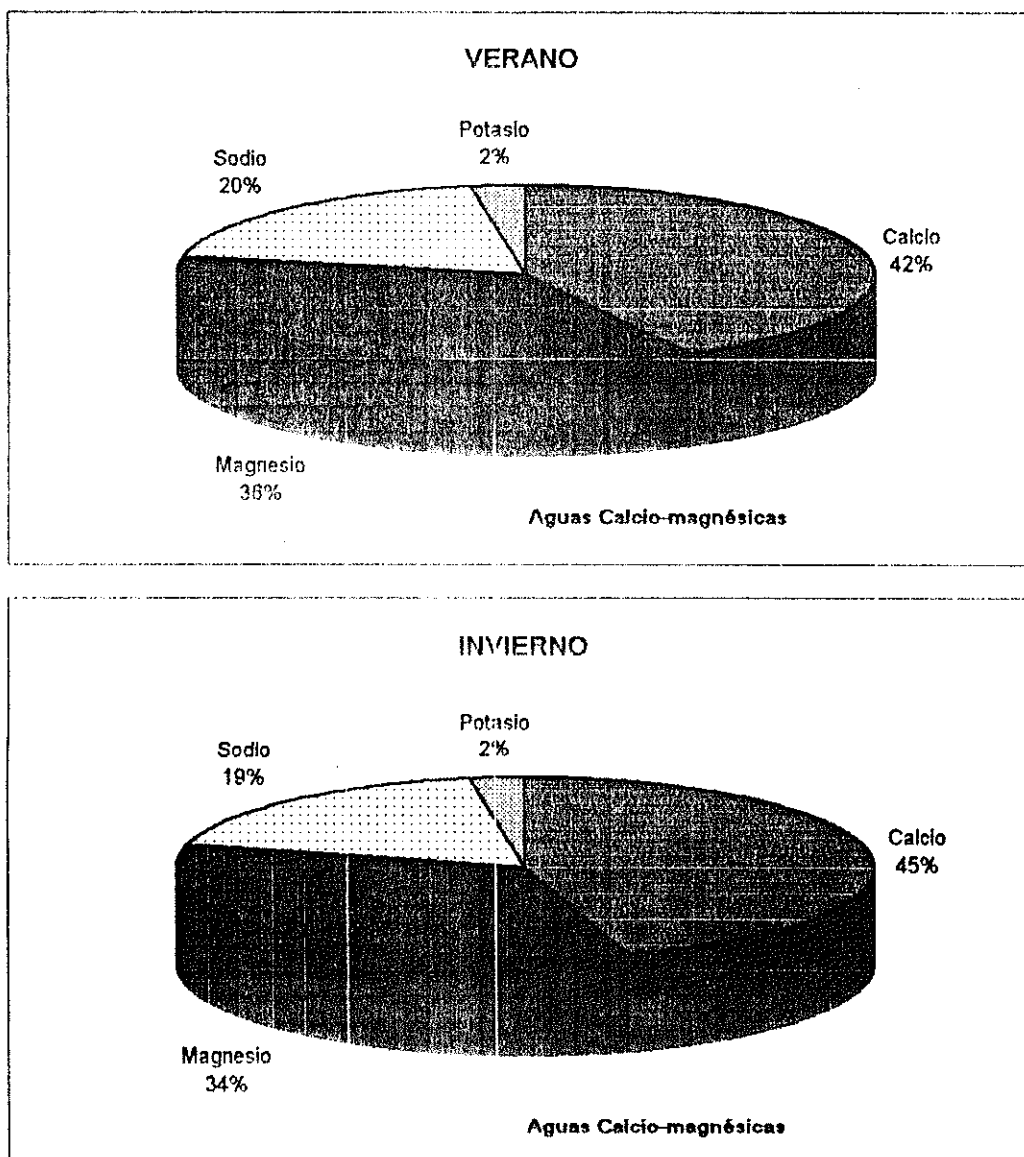 VERANO
Potasio
2%
Sodio
20%
Calcio
42%
Magnesio
36%
Aguas Calcio-magnésicas
INVIERNO
Potasio
2%
Sodio
19%
Calcio
45%
Magnesio
34%
Aguas Calcio-magnésicas